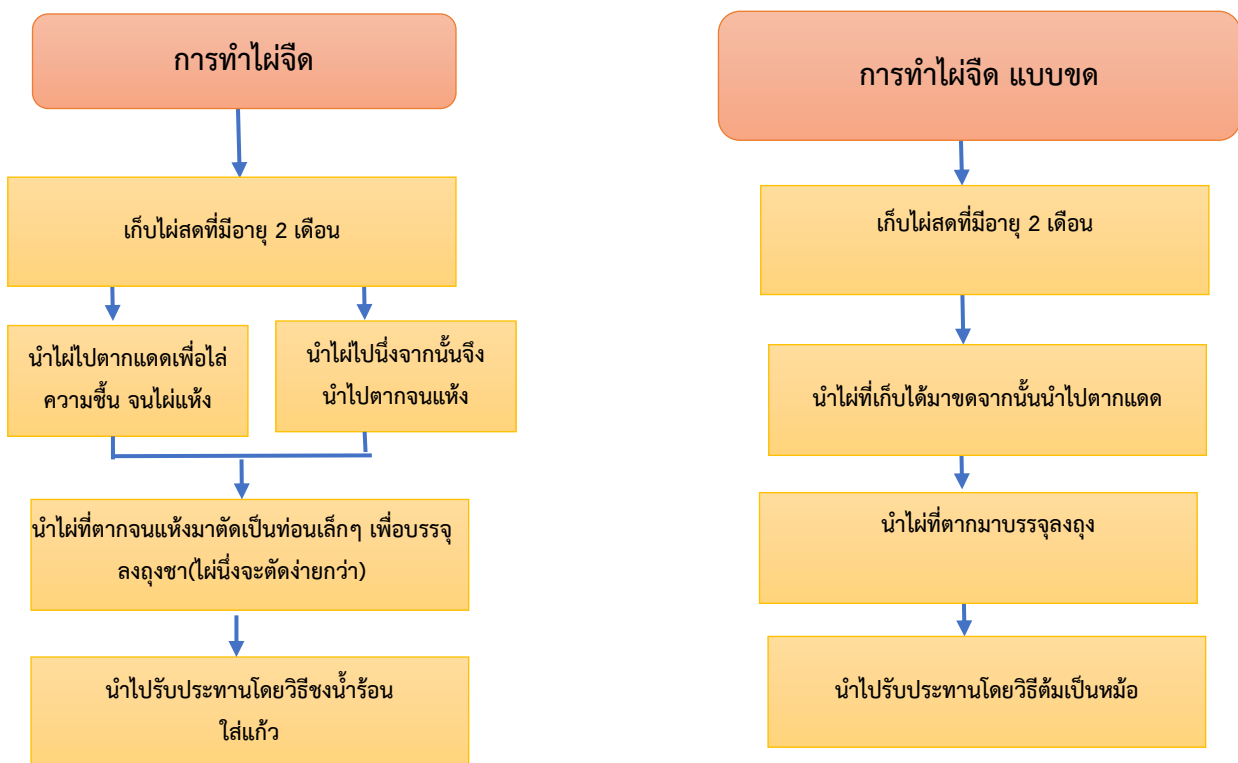 การทำไผ่จืด
เก็บไผ่สดที่มีอายุ 2 เดือน
นำไผ่ไปตากแดดเพื่อไล่
ความชื้น จนไผ่แห้ง
นำไผ่ไปนึ่งจากนั้นจึง
นำไปตากจนแห้ง
นำไผ่ที่ตากจนแห้งมาตัดเป็นท่อนเล็กๆ เพื่อบรรจุ
ลงถุงชา(ไผ่นึ่งจะตัดง่ายกว่า)
นำไปรับประทานโดยวิธีชงน้ำร้อน
ใส่แก้ว
การทำไผ่จืด แบบขด
เก็บไผ่สดที่มีอายุ 2 เดือน
นำไผ่ที่เก็บได้มาขดจากนั้นนำไปตากแดด
นำไผ่ที่ตากมาบรรจุลงถุง
นำไปรับประทานโดยวิธีต้มเป็นหม้อ